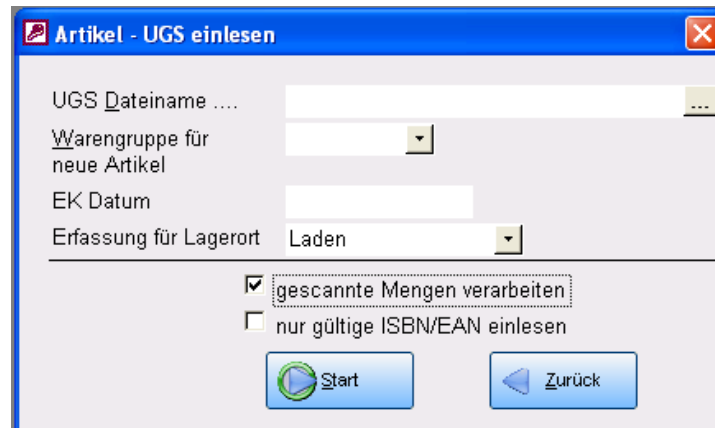 Artikel - UGS einlesen
UGS Dateiname ....
...
Warengruppe für
neue Artikel
EK Datum
Erfassung für Lagerort Laden
gescannte Mengen verarbeiten
nur gültige ISBN/EAN einlesen
Start Zurück